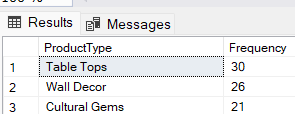 Results Messages
ProductType Frequency
1 Table Tops 30
2 Wall Decor 26
3 Cultural Gems 21